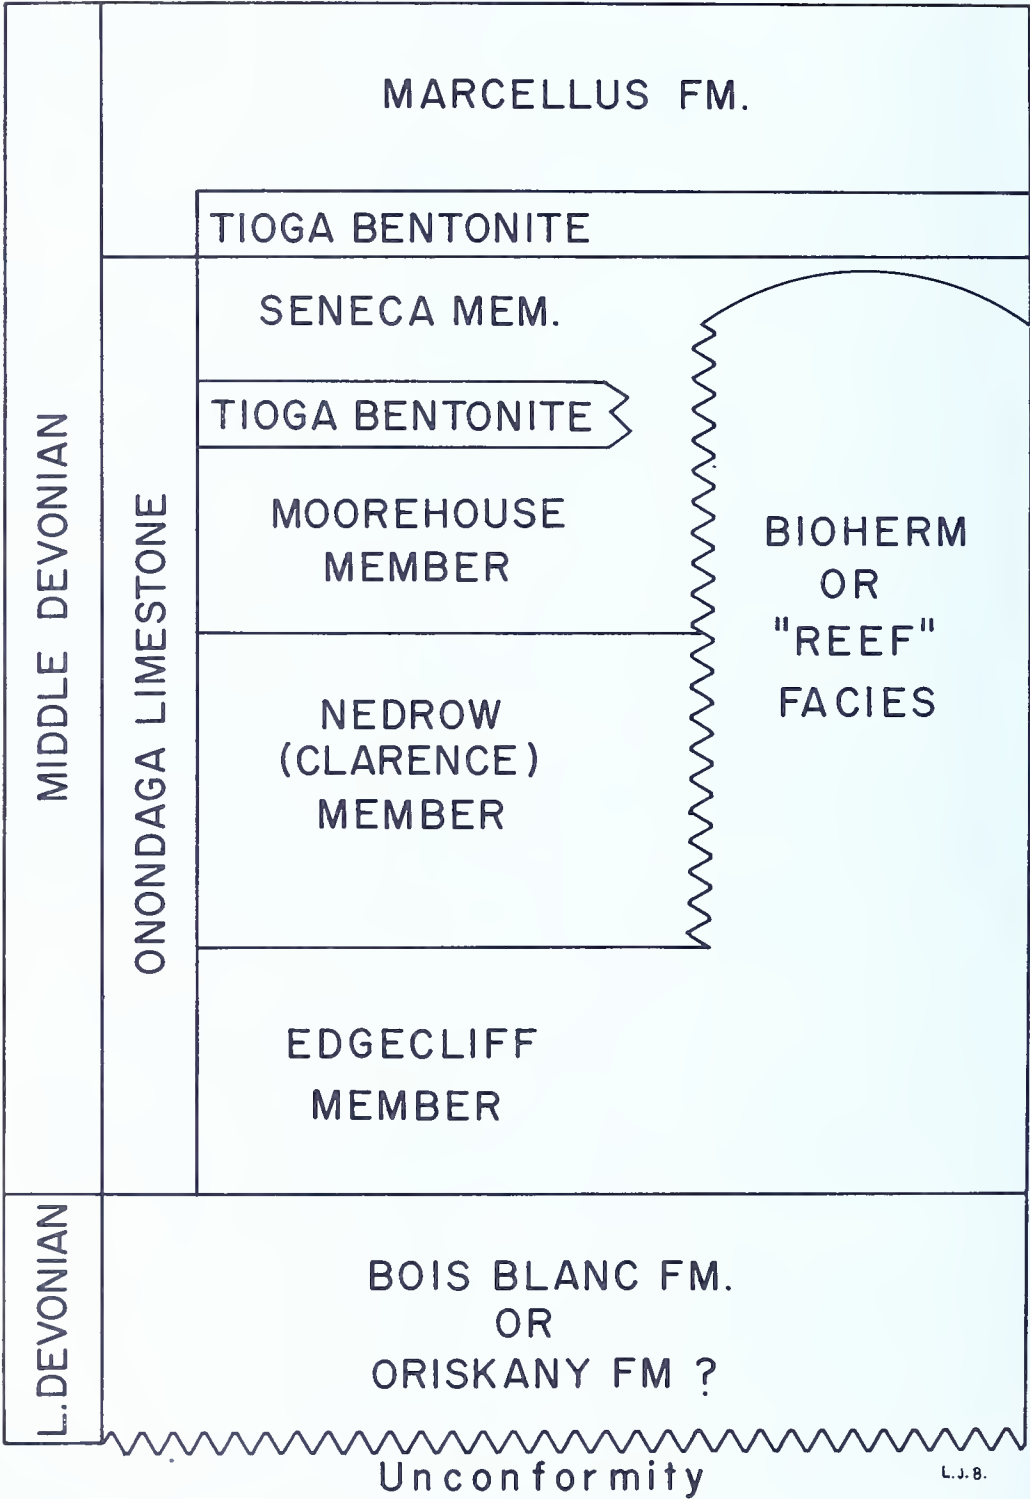 MARCELLUS FM.
TIOGA BENTONITE
SENECA MEM.
TIOGA BENTONITE
MOOREHOUSE
MEMBER
NEDROW
(CLARENCE)
MEMBER
BIOHERM
OR
"REEF"
FACIES
EDGECLIFF
MEMBER
MIDDLE DEVONIAN
ONONDAGA LIMESTONE
L.DEVONIAN
BOIS BLANC FM.
OR
ORISKANY FM ?
Unconformity
L.J.8.